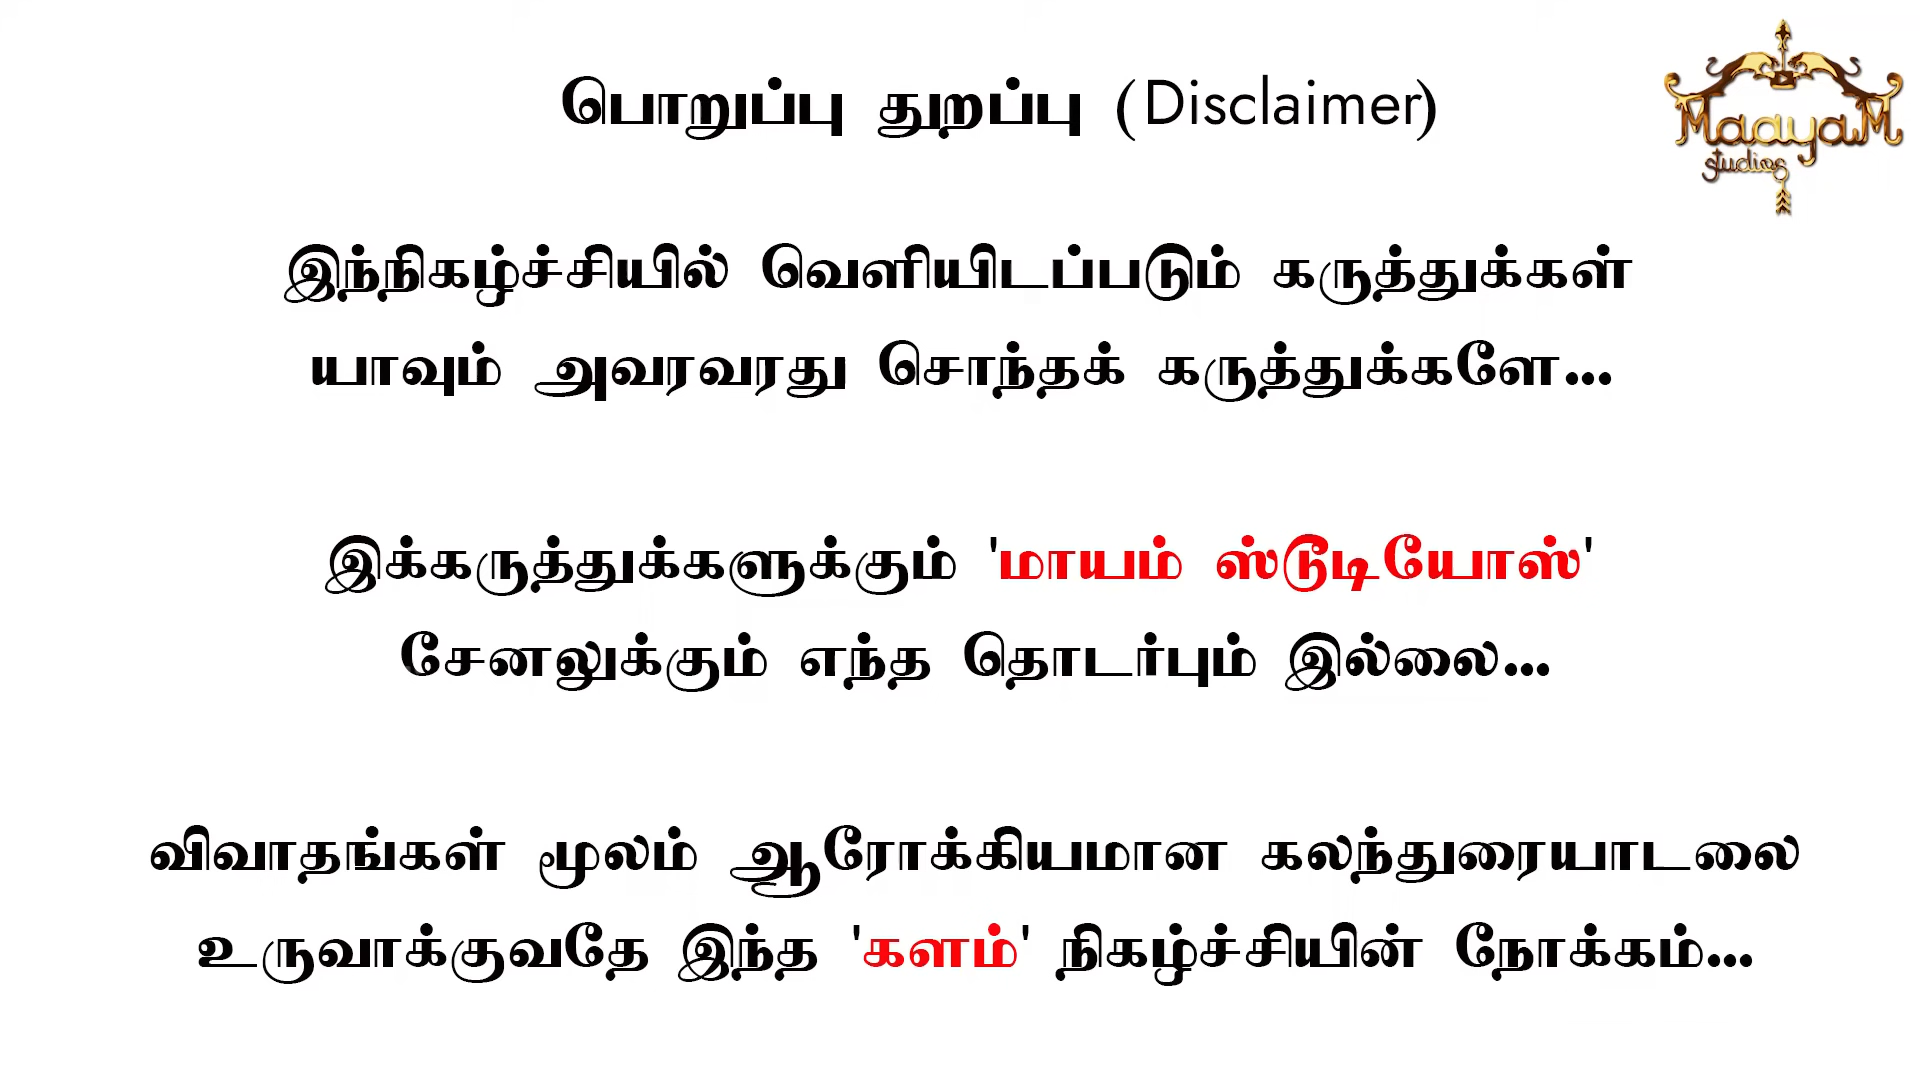 பொறுப்பு துறப்பு (Disclaimer)
MaayaM
studios
இந்நிகழ்ச்சியில் வெளியிடப்படும் கருத்துக்கள்
யாவும் அவரவரது சொந்தக் கருத்துக்களே...
இக்கருத்துக்களுக்கும் 'மாயம் ஸ்டூடியோஸ்'
சேனலுக்கும் எந்த தொடர்பும் இல்லை...
விவாதங்கள் மூலம் ஆரோக்கியமான கலந்துரையாடலை
உருவாக்குவதே இந்த 'களம்' நிகழ்ச்சியின் நோக்கம்...